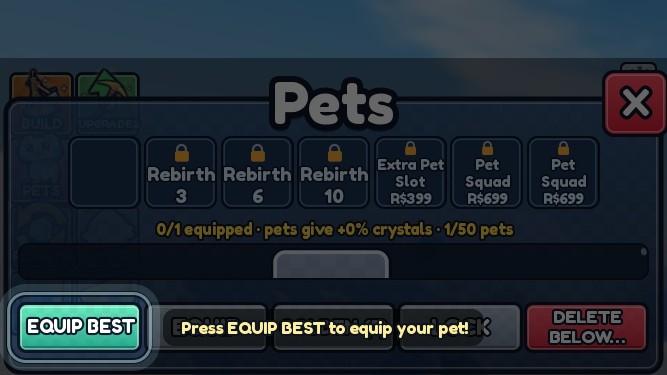 Pets
BUILD
UPGRADES
PETS
Rebirth
3
Rebirth
6
Rebirth
10
Extra Pet
Slot
R$399
Pet
Squad
R$699
Pet
Squad
R$699
0/1 equipped · pets give +0% crystals · 1/50 pets
EQUIP BEST
Press EQUIP BEST to equip your pet!
DELETE
BELOW...